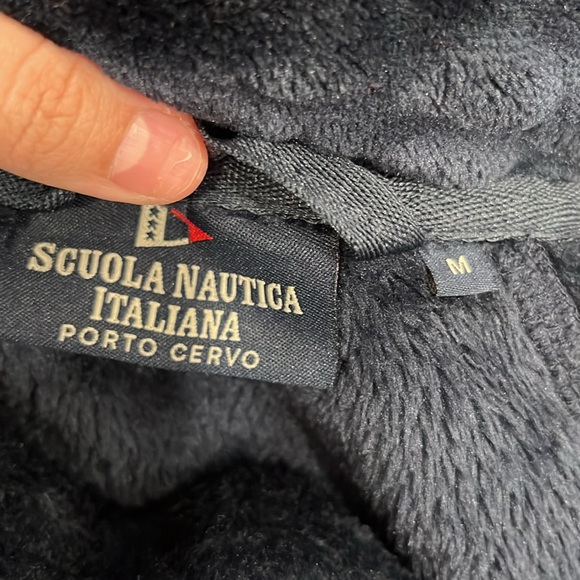 SCUOLA NAUTICA
ITALIANA
PORTO CERVO
M